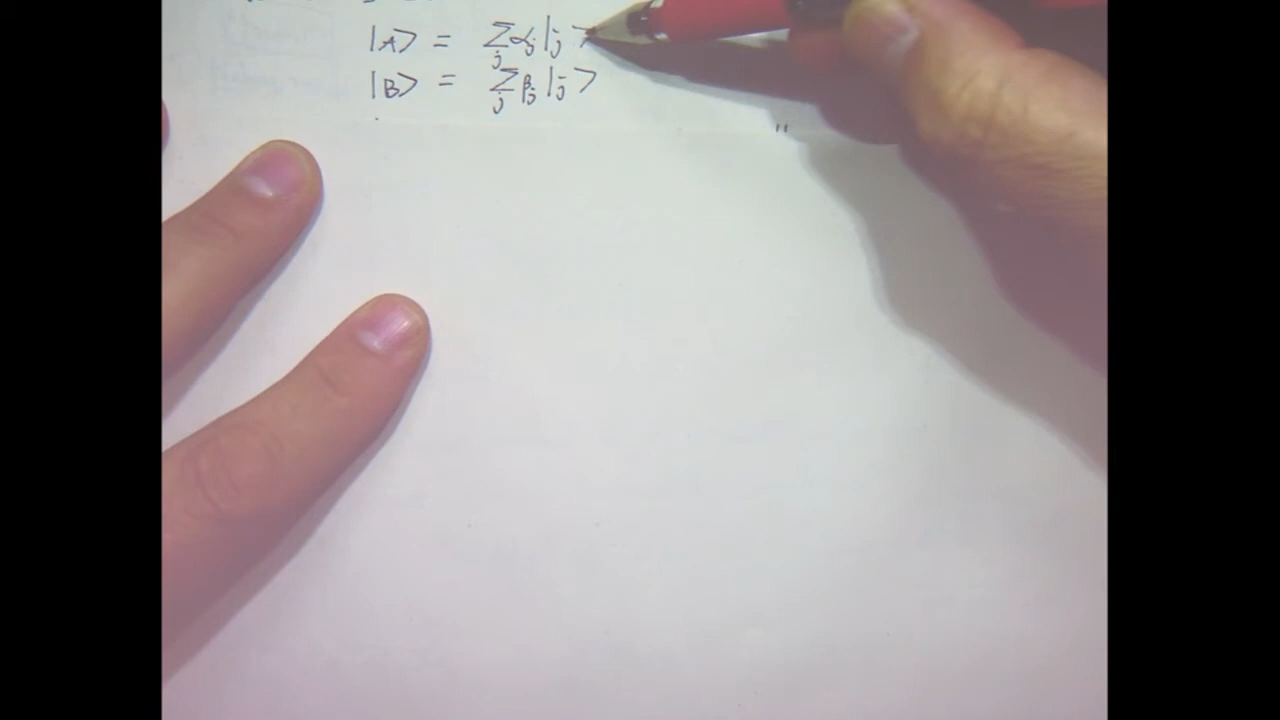 |A> = Σ_j α_j |j>
|B> = Σ_j β_j |j>